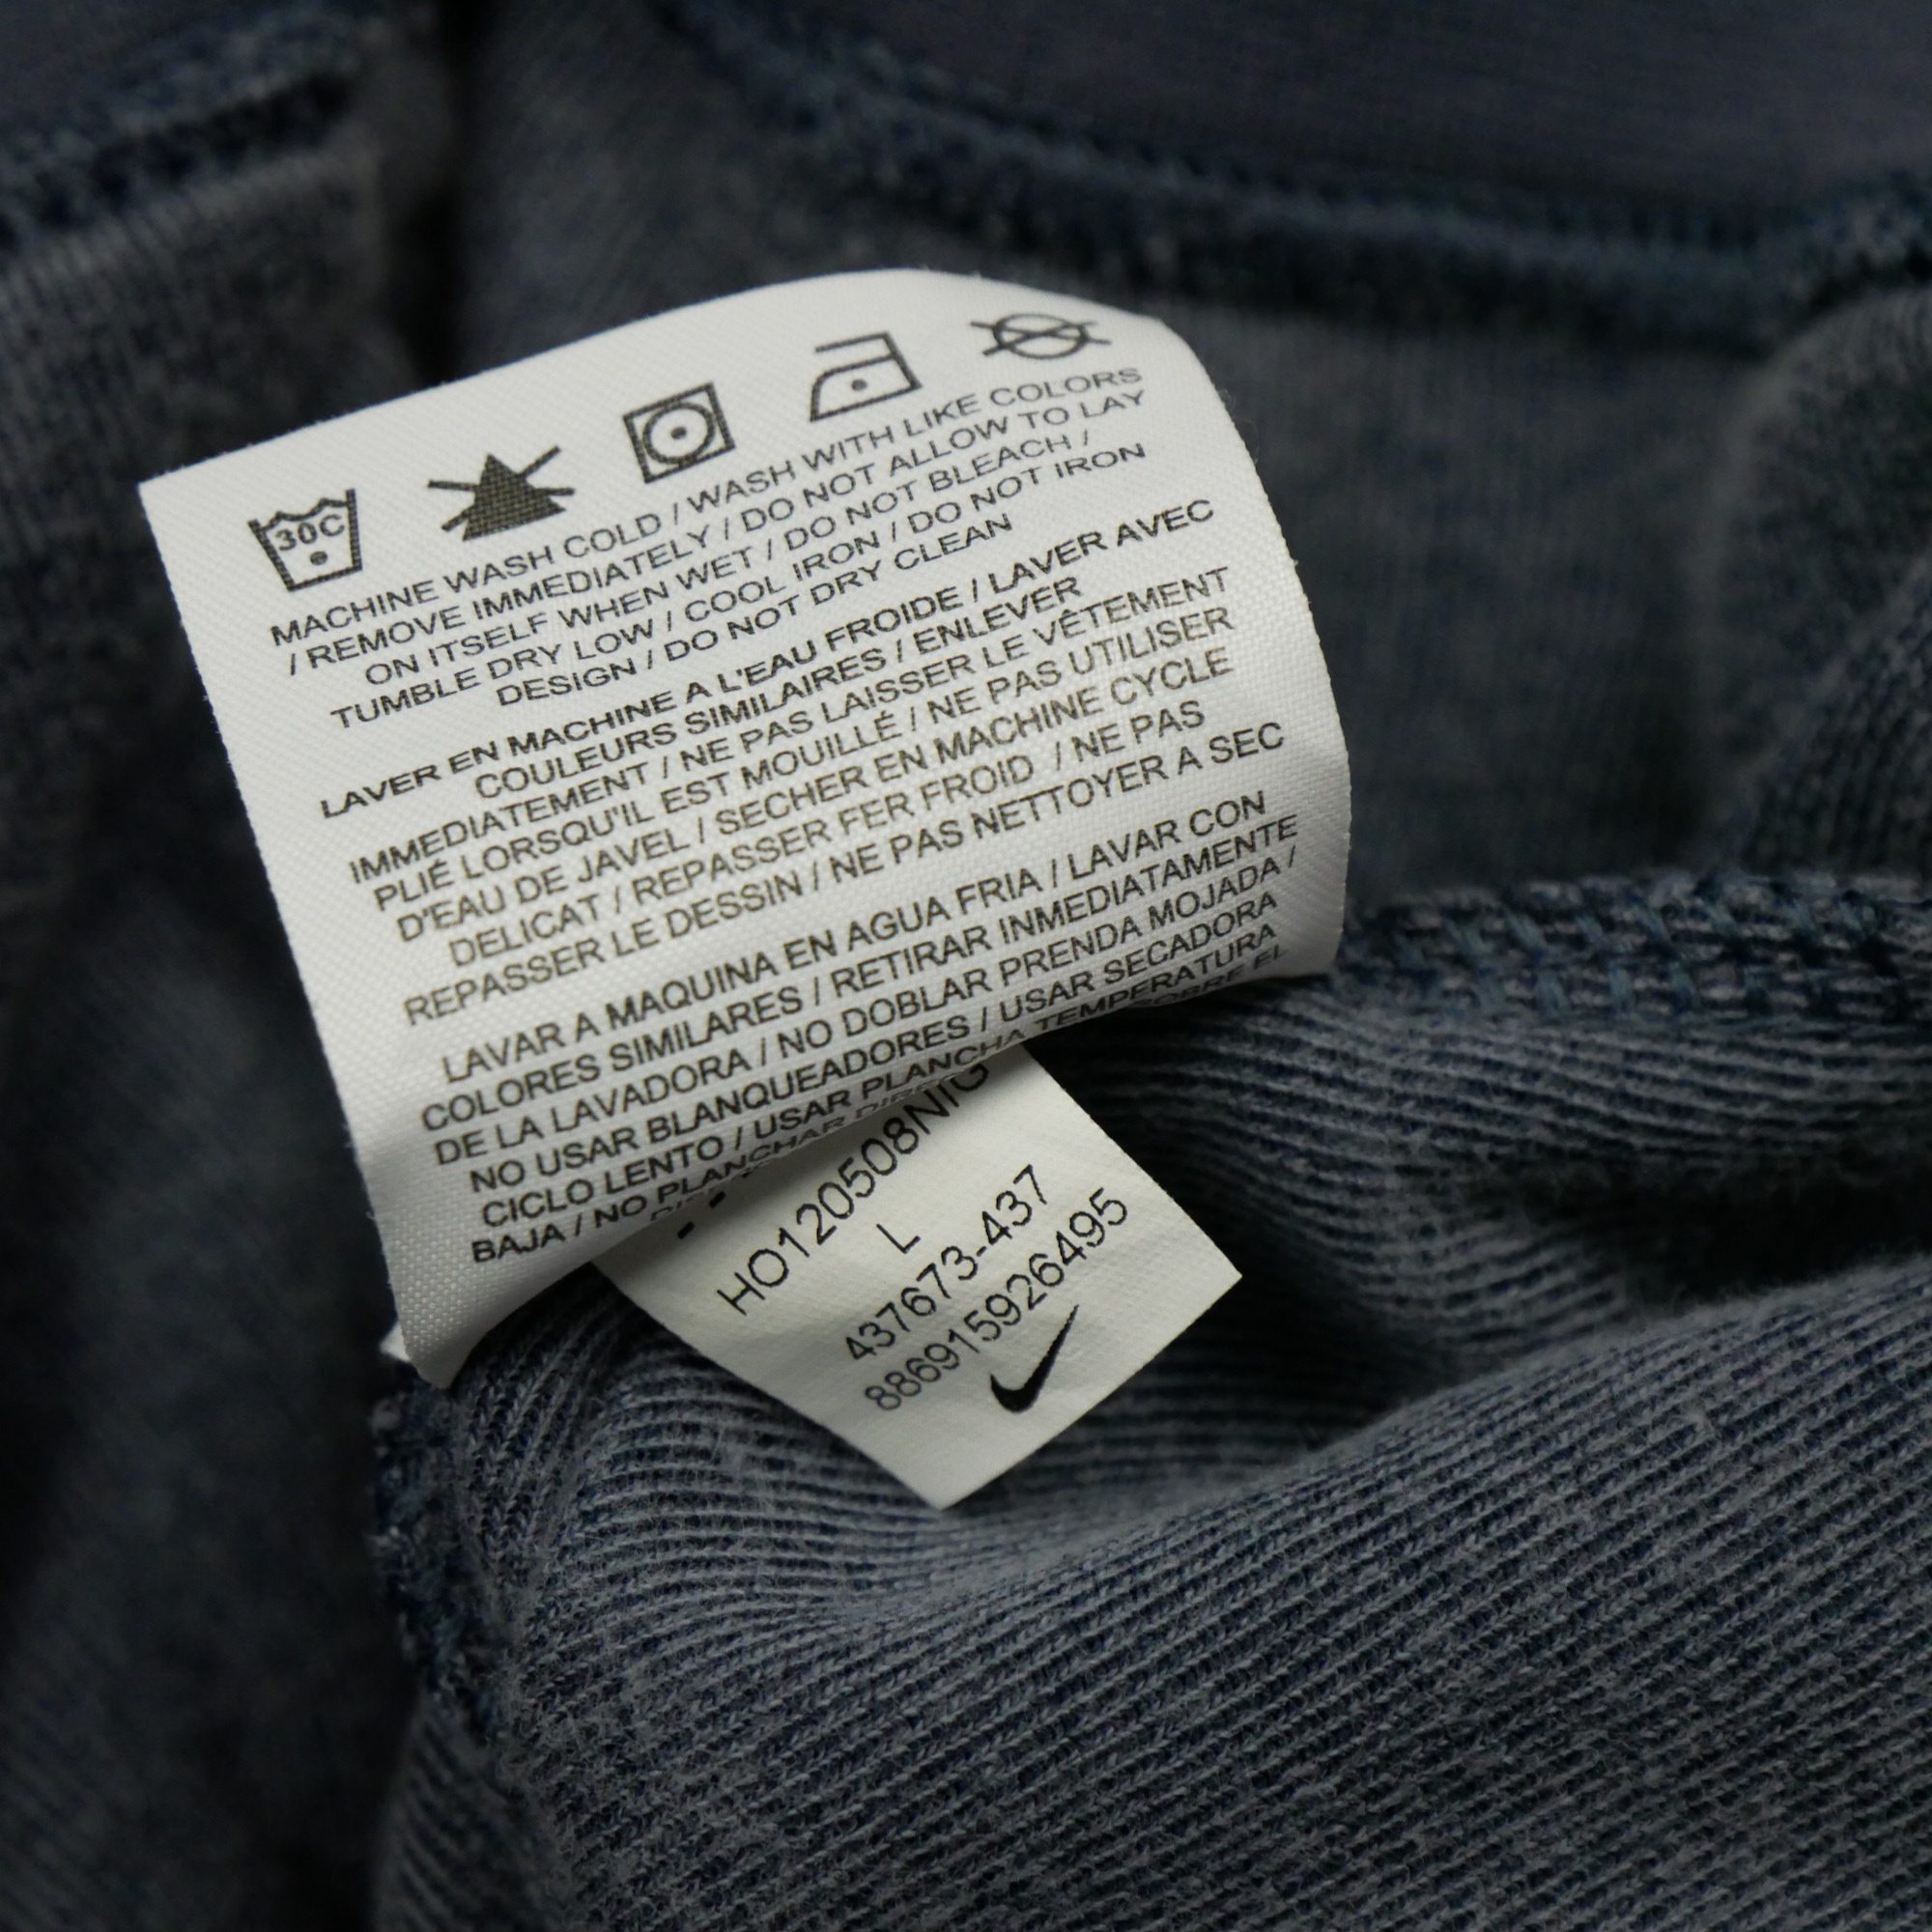 30C
MACHINE WASH COLD / WASH WITH LIKE COLORS
/ REMOVE IMMEDIATELY / DO NOT ALLOW TO LAY
ON ITSELF WHEN WET / DO NOT BLEACH /
TUMBLE DRY LOW / COOL IRON / DO NOT IRON
DESIGN / DO NOT DRY CLEAN
LAVER EN MACHINE A L'EAU FROIDE / LAVER AVEC
COULEURS SIMILAIRES / ENLEVER
IMMEDIATEMENT / NE PAS LAISSER LE VÊTEMENT
PLIÉ LORSQU'IL EST MOUILLÉ / NE PAS UTILISER
D'EAU DE JAVEL / SECHER EN MACHINE CYCLE
DELICAT / REPASSER FER FROID / NE PAS
REPASSER LE DESSIN / NE PAS NETTOYER A SEC
LAVAR A MAQUINA EN AGUA FRIA / LAVAR CON
COLORES SIMILARES / RETIRAR INMEDIATAMENTE
DE LA LAVADORA / NO DOBLAR PRENDA MOJADA /
NO USAR BLANQUEADORES / USAR SECADORA
CICLO LENTO / USAR PLANCHA TEMPERATURA
BAJA / NO PLANCHAR SOBRE EL
HO120508NIG
L
437673-437
886915926495